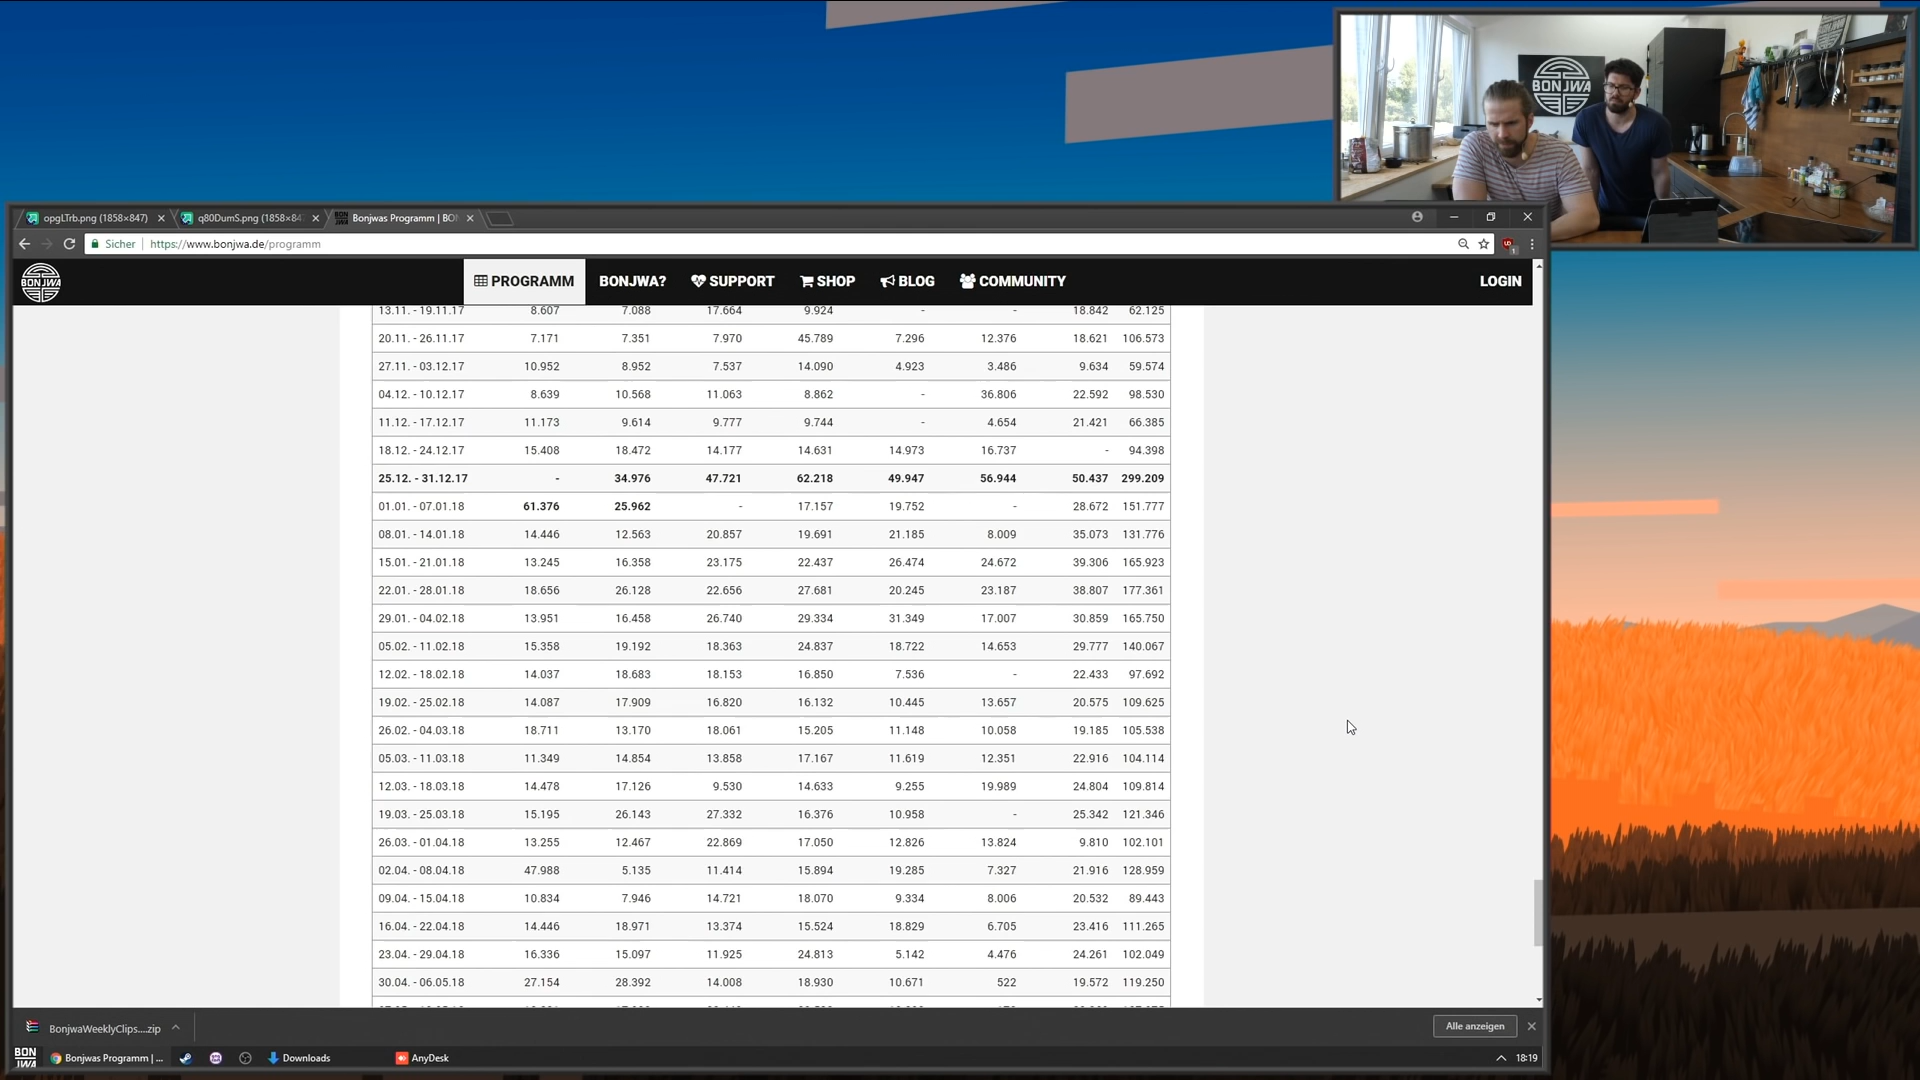 BONJWA
opgLTrb.png (1858×847)
q80DumS.png (1858×84
Bonjwas Programm | BO
Sicher https://www.bonjwa.de/programm
BONJWA PROGRAMM BONJWA? SUPPORT SHOP BLOG COMMUNITY LOGIN
13.11. - 19.11.17 8.607 7.088 17.664 9.924 - - 18.842 62.125
20.11. - 26.11.17 7.171 7.351 7.970 45.789 7.296 12.376 18.621 106.573
27.11. - 03.12.17 10.952 8.952 7.537 14.090 4.923 3.486 9.634 59.574
04.12. - 10.12.17 8.639 10.568 11.063 8.862 - 36.806 22.592 98.530
11.12. - 17.12.17 11.173 9.614 9.777 9.744 - 4.654 21.421 66.385
18.12. - 24.12.17 15.408 18.472 14.177 14.631 14.973 16.737 - 94.398
25.12. - 31.12.17 - 34.976 47.721 62.218 49.947 56.944 50.437 299.209
01.01. - 07.01.18 61.376 25.962 - 17.157 19.752 - 28.672 151.777
08.01. - 14.01.18 14.446 12.563 20.857 19.691 21.185 8.009 35.073 131.776
15.01. - 21.01.18 13.245 16.358 23.175 22.437 26.474 24.672 39.306 165.923
22.01. - 28.01.18 18.656 26.128 22.656 27.681 20.245 23.187 38.807 177.361
29.01. - 04.02.18 13.951 16.458 26.740 29.334 31.349 17.007 30.859 165.750
05.02. - 11.02.18 15.358 19.192 18.363 24.837 18.722 14.653 29.777 140.067
12.02. - 18.02.18 14.037 18.683 18.153 16.850 7.536 - 22.433 97.692
19.02. - 25.02.18 14.087 17.909 16.820 16.132 10.445 13.657 20.575 109.625
26.02. - 04.03.18 18.711 13.170 18.061 15.205 11.148 10.058 19.185 105.538
05.03. - 11.03.18 11.349 14.854 13.858 17.167 11.619 12.351 22.916 104.114
12.03. - 18.03.18 14.478 17.126 9.530 14.633 9.255 19.989 24.804 109.814
19.03. - 25.03.18 15.195 26.143 27.332 16.376 10.958 - 25.342 121.346
26.03. - 01.04.18 13.255 12.467 22.869 17.050 12.826 13.824 9.810 102.101
02.04. - 08.04.18 47.988 5.135 11.414 15.894 19.285 7.327 21.916 128.959
09.04. - 15.04.18 10.834 7.946 14.721 18.070 9.334 8.006 20.532 89.443
16.04. - 22.04.18 14.446 18.971 13.374 15.524 18.829 6.705 23.416 111.265
23.04. - 29.04.18 16.336 15.097 11.925 24.813 5.142 4.476 24.261 102.049
30.04. - 06.05.18 27.154 28.392 14.008 18.930 10.671 522 19.572 119.250
BonjwaWeeklyClips....zip Alle anzeigen
BONJWA Bonjwas Programm | ... Downloads AnyDesk 18:19